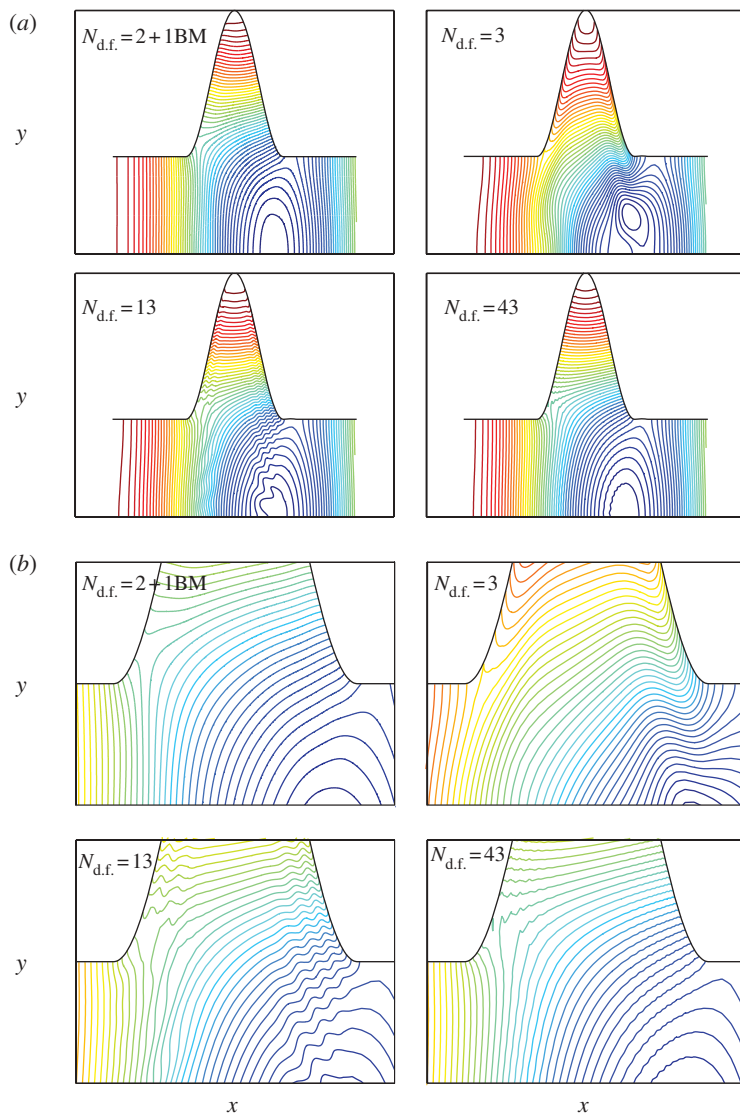 (a)
N_d.f. = 2 + 1BM
N_d.f. = 3
y
N_d.f. = 13
N_d.f. = 43
y
(b)
N_d.f. = 2 + 1BM
N_d.f. = 3
y
N_d.f. = 13
N_d.f. = 43
y
x
x